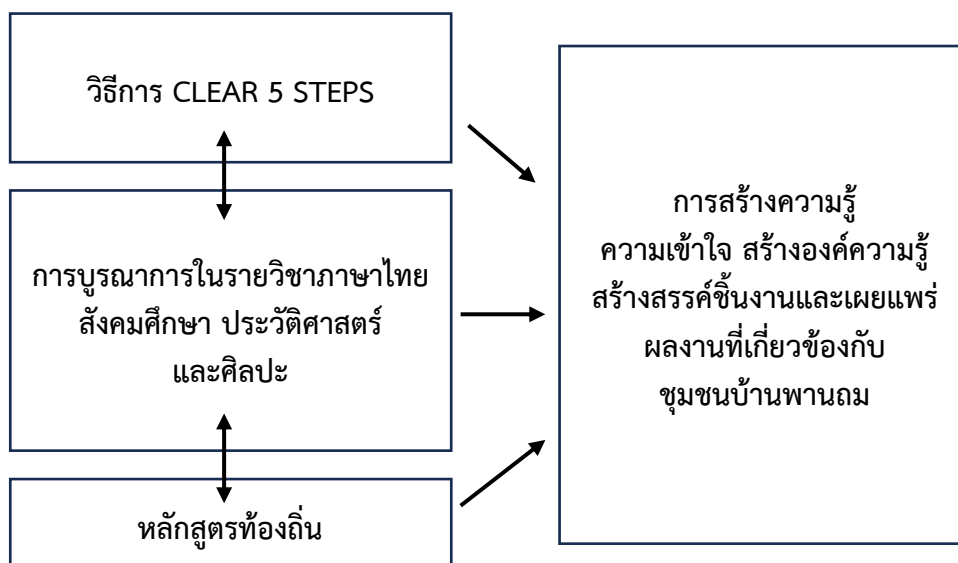 วิธีการ CLEAR 5 STEPS
การบูรณาการในรายวิชาภาษาไทย
สังคมศึกษา ประวัติศาสตร์
และศิลปะ
หลักสูตรท้องถิ่น
การสร้างความรู้
ความเข้าใจ สร้างองค์ความรู้
สร้างสรรค์ชิ้นงานและเผยแพร่
ผลงานที่เกี่ยวข้องกับ
ชุมชนบ้านพานถม